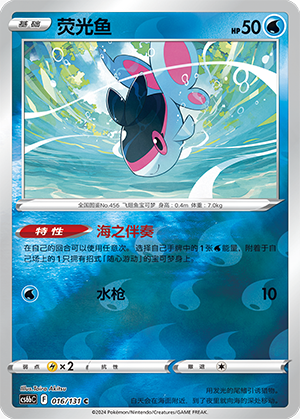 基础 荧光鱼 HP50
全国图鉴No.456 飞翅鱼宝可梦 身高：0.4m 体重：7.0kg
特性 海之伴奏
在自己的回合可以使用任意次。选择自己手牌中的1张能量，附着于自
己场上的1只拥有招式「随心游动」的宝可梦身上。
水枪 10
弱点 ×2 抗性 撤退
Illus.
CS6bC F 016/131 C
用发光的尾鳍引诱猎物。
白天会在海面附近，到了夜里就向海的深处移动。
©2024 Pokémon/Nintendo/Creatures/GAME FREAK.